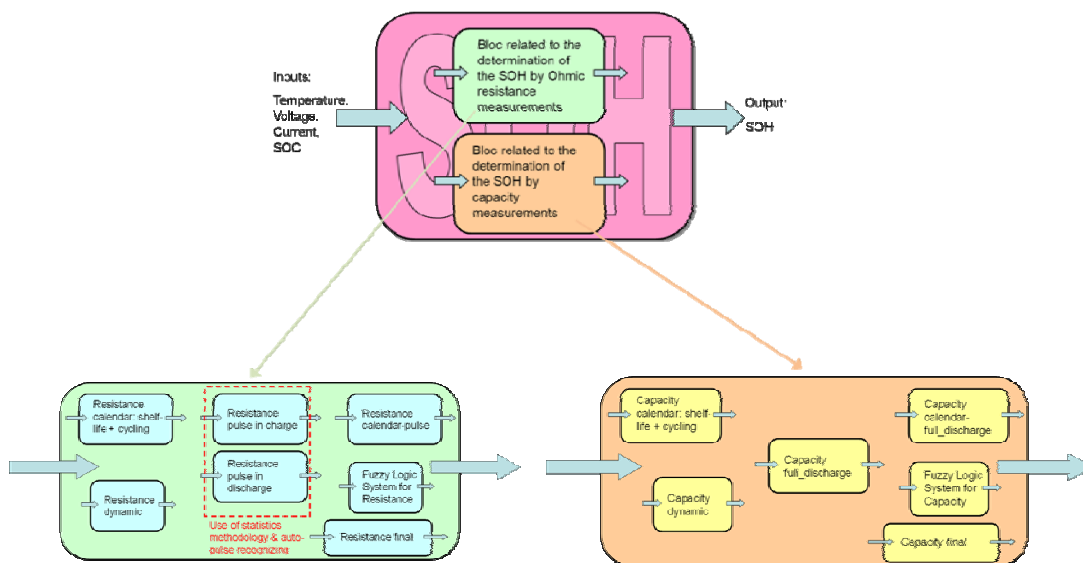 Inputs:
Temperature,
Voltage,
Current,
SOC
SOH
Bloc related to the
determination of
the SOH by Ohmic
resistance
measurements
Bloc related to the
determination of
the SOH by
capacity
measurements
Output:
SOH
Resistance
calendar: shelf-
life + cycling
Resistance
pulse in charge
Resistance
calendar-pulse
Resistance
dynamic
Resistance
pulse in
discharge
Fuzzy Logic
System for
Resistance
Use of statistics
methodology & auto-
pulse recognizing
Resistance final
Capacity
calendar: shelf-
life + cycling
Capacity
full_discharge
Capacity
calendar-
full_discharge
Capacity
dynamic
Fuzzy Logic
System for
Capacity
Capacity final